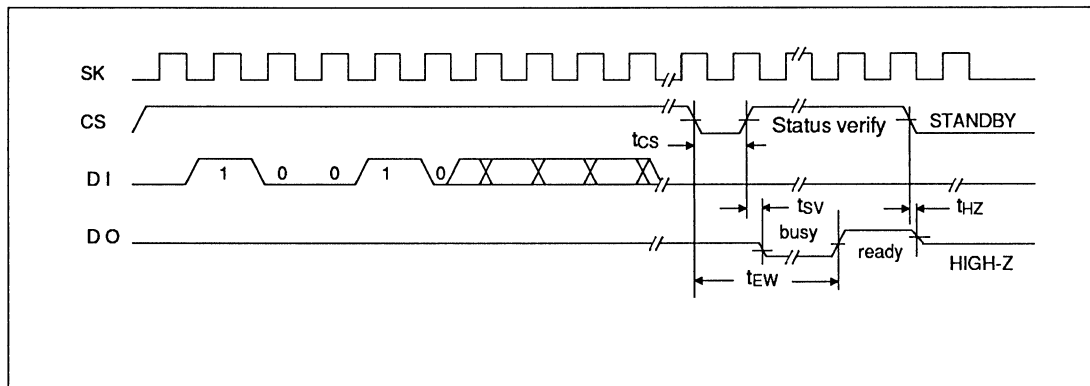 SK
CS
Status verify
STANDBY
tCS
DI
1 0 0 1 0
tSV
tHZ
DO
busy
ready
HIGH-Z
tEW